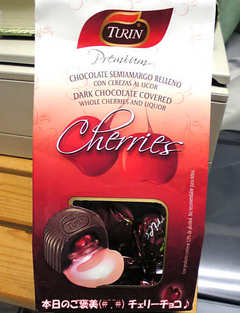 TURIN
Premium
CHOCOLATE SEMIAMARGO RELLENO
CON CEREZAS AL LICOR
DARK CHOCOLATE COVERED
WHOLE CHERRIES AND LIQUOR
Cherries
本日のご褒美(#^_^#) チェリーチョコ♪